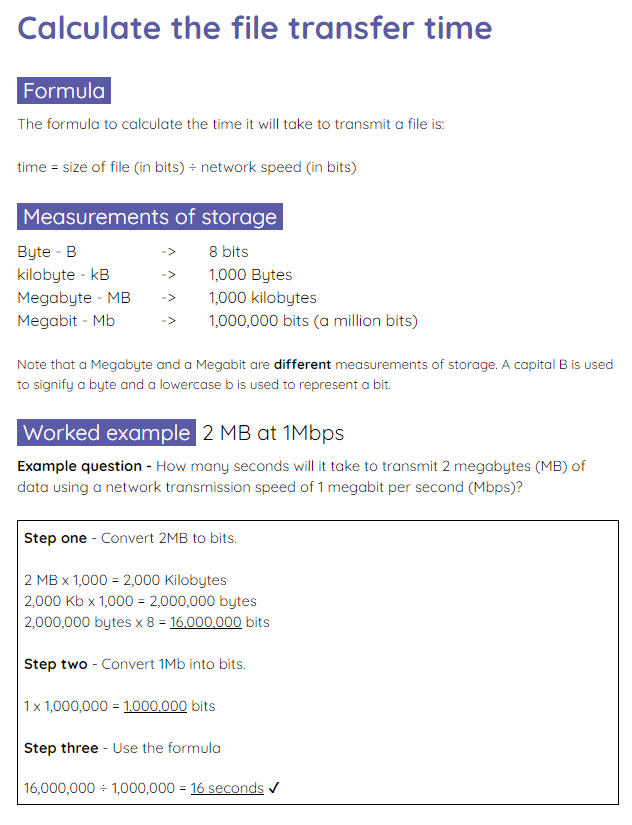 Calculate the file transfer time
Formula
The formula to calculate the time it will take to transmit a file is:
time = size of file (in bits) ÷ network speed (in bits)
Measurements of storage
Byte - B -> 8 bits
kilobyte - kB -> 1,000 Bytes
Megabyte - MB -> 1,000 kilobytes
Megabit - Mb -> 1,000,000 bits (a million bits)
Note that a Megabyte and a Megabit are different measurements of storage. A capital B is used
to signify a byte and a lowercase b is used to represent a bit.
Worked example 2 MB at 1Mbps
Example question - How many seconds will it take to transmit 2 megabytes (MB) of
data using a network transmission speed of 1 megabit per second (Mbps)?
Step one - Convert 2MB to bits.
2 MB x 1,000 = 2,000 Kilobytes
2,000 Kb x 1,000 = 2,000,000 bytes
2,000,000 bytes x 8 = 16,000,000 bits
Step two - Convert 1Mb into bits.
1 x 1,000,000 = 1,000,000 bits
Step three - Use the formula
16,000,000 ÷ 1,000,000 = 16 seconds ✓